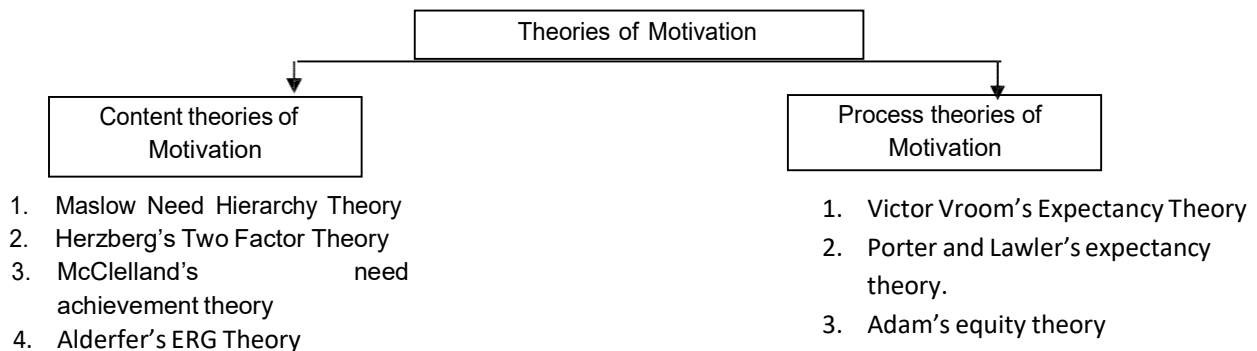 Theories of Motivation
Content theories of
Motivation
1. Maslow Need Hierarchy Theory
2. Herzberg's Two Factor Theory
3. McClelland's need
achievement theory
4. Alderfer's ERG Theory
Process theories of
Motivation
1. Victor Vroom's Expectancy Theory
2. Porter and Lawler's expectancy
theory.
3. Adam's equity theory